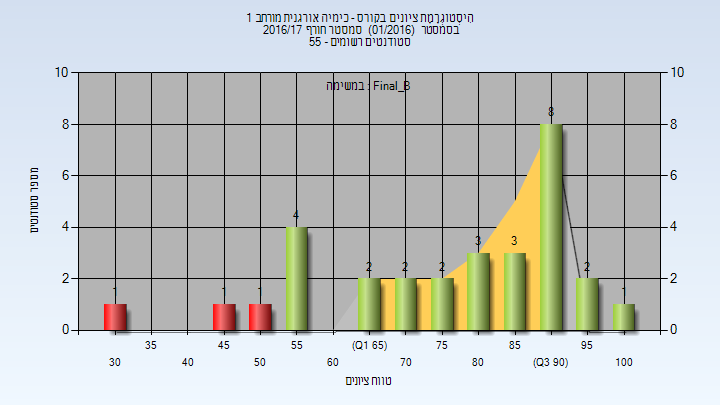 היסטוגרמת ציונים בקורס - כימיה אורגנית מורחב 1
בסמסטר (01/2016) סמסטר חורף 2016/17
סטודנטים רשומים - 55
במשימה : Final_B
10 10
8 8
6 6
4 4
2 2
0 0
1 1 1 4 2 2 2 3 3 8 2 1
מספר סטודנטים
35 45 55 (Q1 65) 75 85 95
30 40 50 60 70 80 (Q3 90) 100
טווח ציונים